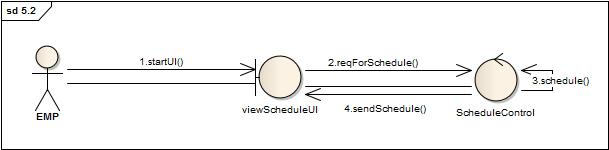 sd 5.2
1.startUI()
2.reqForSchedule()
3.schedule()
4.sendSchedule()
EMP
viewScheduleUI
ScheduleControl